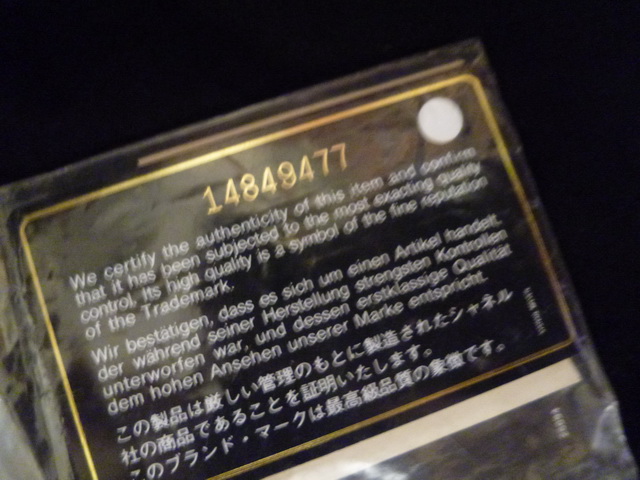 14849477
We certify the authenticity of this item and confirm
that it has been subjected to the most exacting quality
control. Its high quality is a symbol of the fine reputation
of the Trademark.
Wir bestätigen, dass es sich um einen Artikel handelt,
der während seiner Herstellung strengsten Kontrollen
unterworfen war, und dessen erstklassige Qualität
dem hohen Ansehen unserer Marke entspricht.
この製品は厳しい管理のもとに製造されたシャネル
社の商品であることを証明いたします。
このブランド・マークは最高級品質の象徴です。